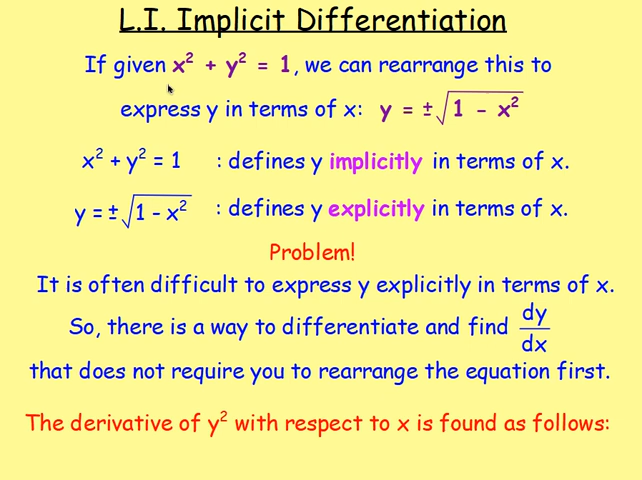 L.I. Implicit Differentiation
If given x² + y² = 1, we can rearrange this to
express y in terms of x: y = ±√(1 - x²)
x² + y² = 1 : defines y implicitly in terms of x.
y = ±√(1 - x²) : defines y explicitly in terms of x.
Problem!
It is often difficult to express y explicitly in terms of x.
So, there is a way to differentiate and find dy/dx
that does not require you to rearrange the equation first.
The derivative of y² with respect to x is found as follows: